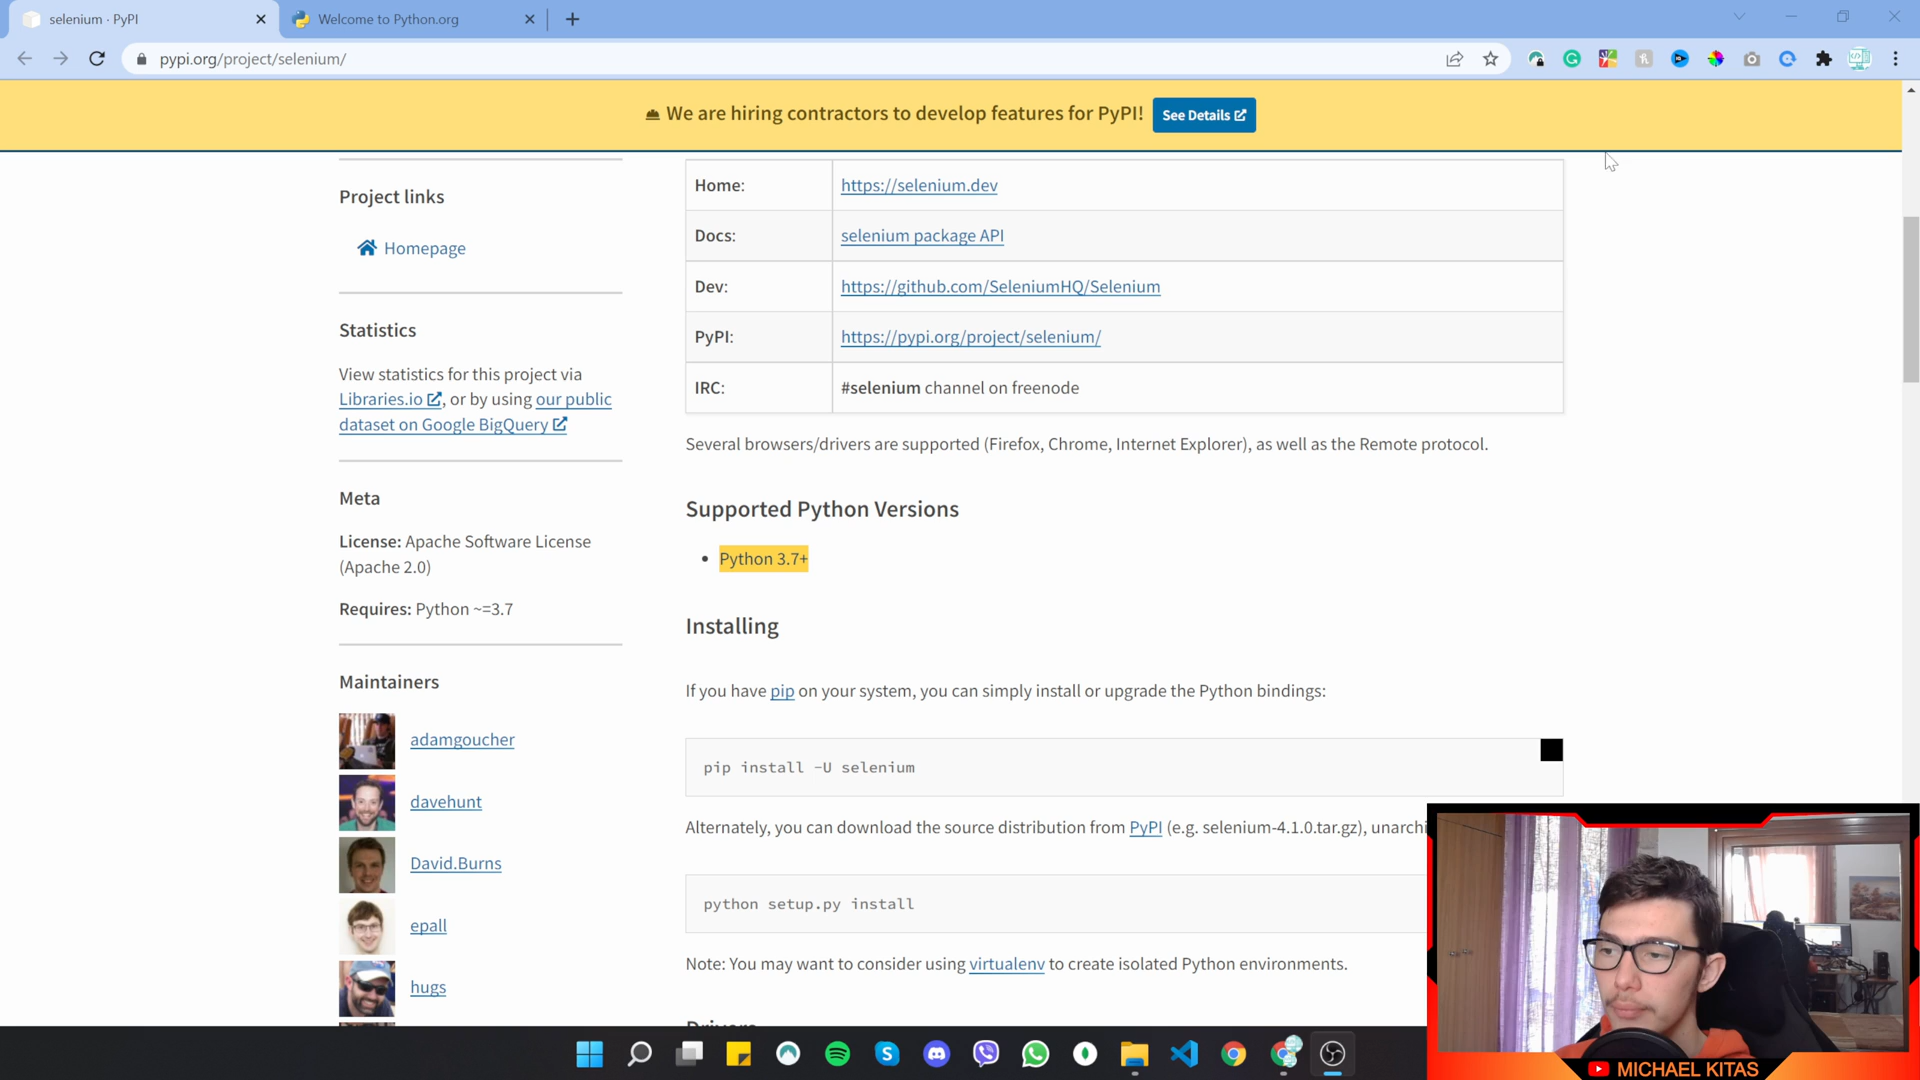 selenium · PyPI
Welcome to Python.org
pypi.org/project/selenium/
We are hiring contractors to develop features for PyPI!
See Details
Project links
Homepage
Statistics
View statistics for this project via
Libraries.io, or by using our public
dataset on Google BigQuery
Meta
License: Apache Software License
(Apache 2.0)
Requires: Python ~=3.7
Maintainers
adamgoucher
davehunt
David.Burns
epall
hugs
Home: https://selenium.dev
Docs: selenium package API
Dev: https://github.com/SeleniumHQ/Selenium
PyPI: https://pypi.org/project/selenium/
IRC: #selenium channel on freenode
Several browsers/drivers are supported (Firefox, Chrome, Internet Explorer), as well as the Remote protocol.
Supported Python Versions
• Python 3.7+
Installing
If you have pip on your system, you can simply install or upgrade the Python bindings:
pip install -U selenium
Alternately, you can download the source distribution from PyPI (e.g. selenium-4.1.0.tar.gz), unarchi
python setup.py install
Note: You may want to consider using virtualenv to create isolated Python environments.
Drivers
MICHAEL KITAS